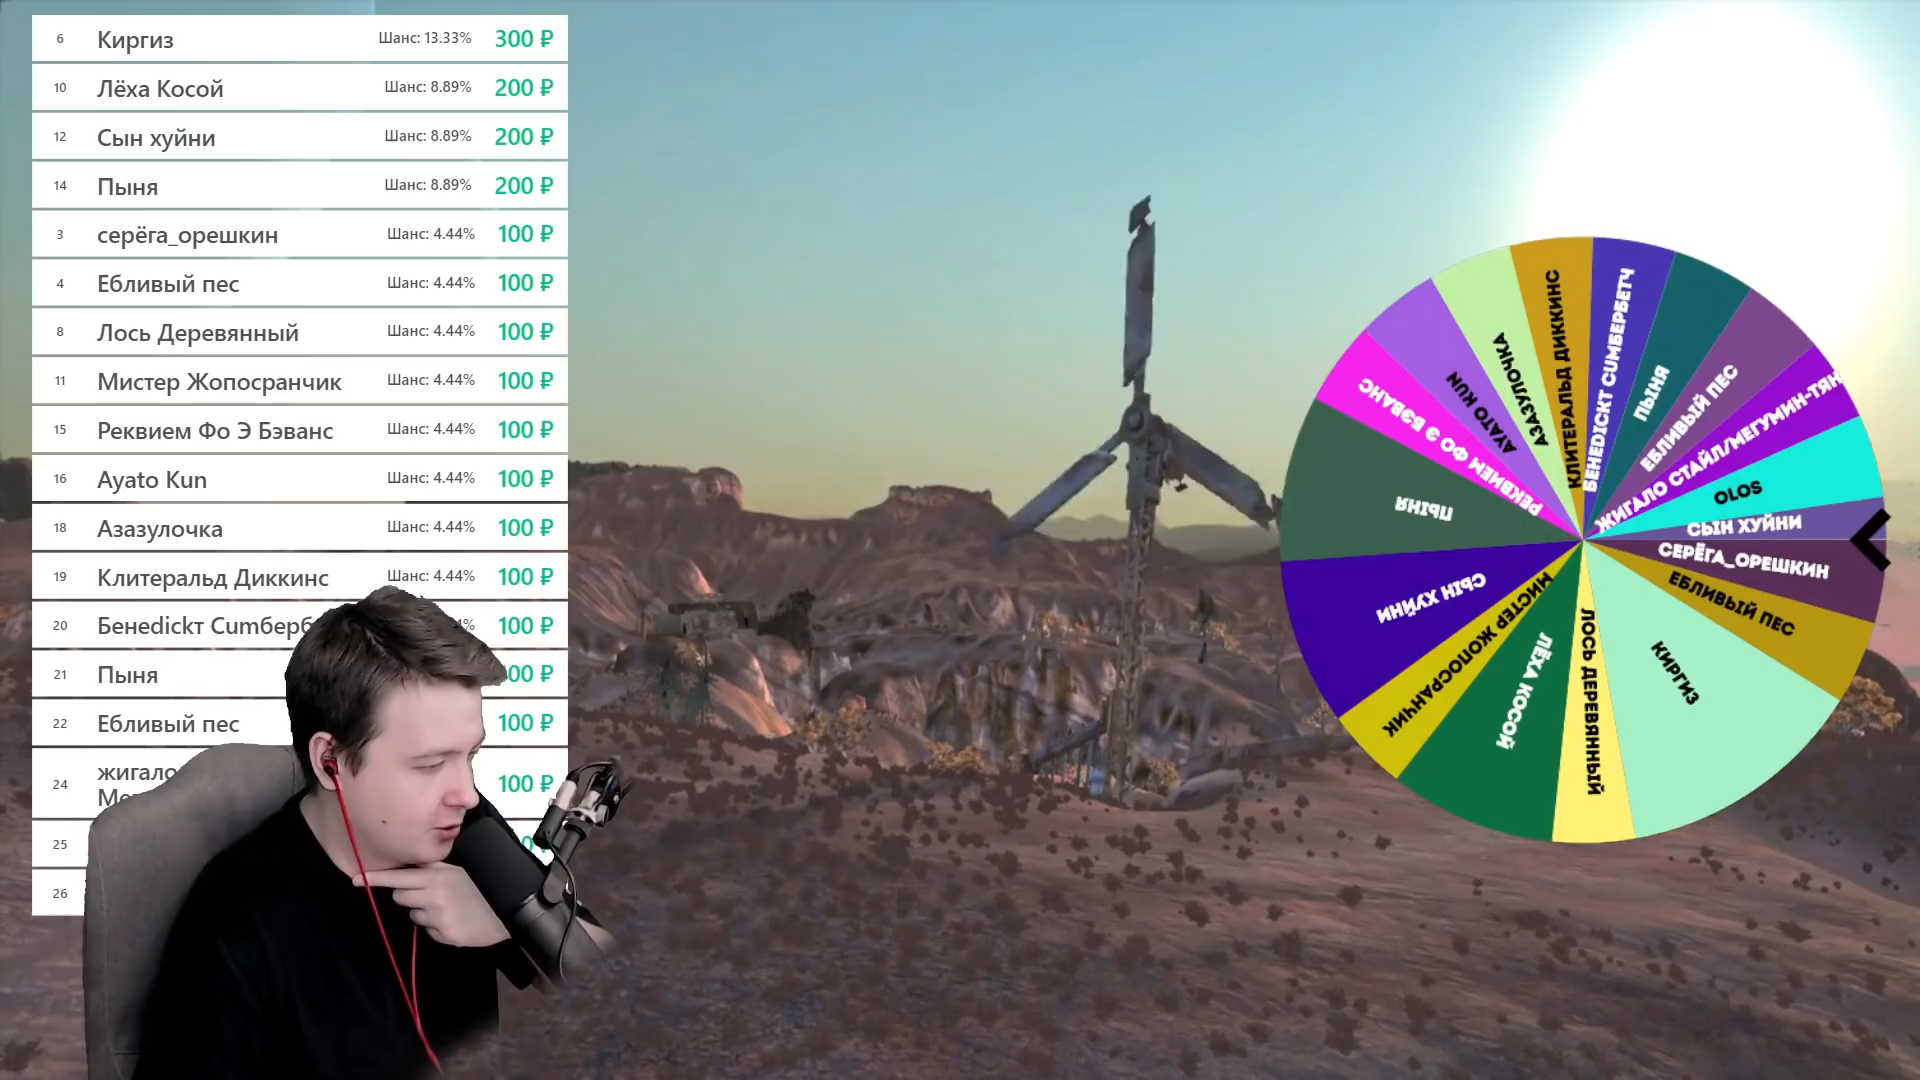 6 Киргиз Шанс: 13.33% 300 ₽
10 Лёха Косой Шанс: 8.89% 200 ₽
12 Сын хуйни Шанс: 8.89% 200 ₽
14 Пыня Шанс: 8.89% 200 ₽
3 серёга_орешкин Шанс: 4.44% 100 ₽
4 Ебливый пес Шанс: 4.44% 100 ₽
8 Лось Деревянный Шанс: 4.44% 100 ₽
11 Мистер Жопосранчик Шанс: 4.44% 100 ₽
15 Реквием Фо Э Бэванс Шанс: 4.44% 100 ₽
16 Ayato Kun Шанс: 4.44% 100 ₽
18 Азазулочка Шанс: 4.44% 100 ₽
19 Клитеральд Диккинс Шанс: 4.44% 100 ₽
20 Бенedickt 100 ₽
21 Пыня
22 Ебливый пес 100 ₽
24 жигало 100 ₽
25
26
КЛИТЕРАЛЬД ДИККИНС
БЕНЕDICKT CUMБЕРБЕТЧ
ПЫНЯ
ЕБЛИВЫЙ ПЕС
ЖИГАЛО СТАЙЛ/МЕГУМИН-ТЯН
OLOS
СЫН ХУЙНИ
СЕРЁГА_ОРЕШКИН
ЕБЛИВЫЙ ПЕС
КИРГИЗ
ЛОСЬ ДЕРЕВЯННЫЙ
ЛЁХА КОСОЙ
МИСТЕР ЖОПОСРАНЧИК
СЫН ХУЙНИ
ПЫНЯ
РЕКВИЕМ ФО Э БЭВАНС
AYATO KUN
АЗАЗУЛОЧКА